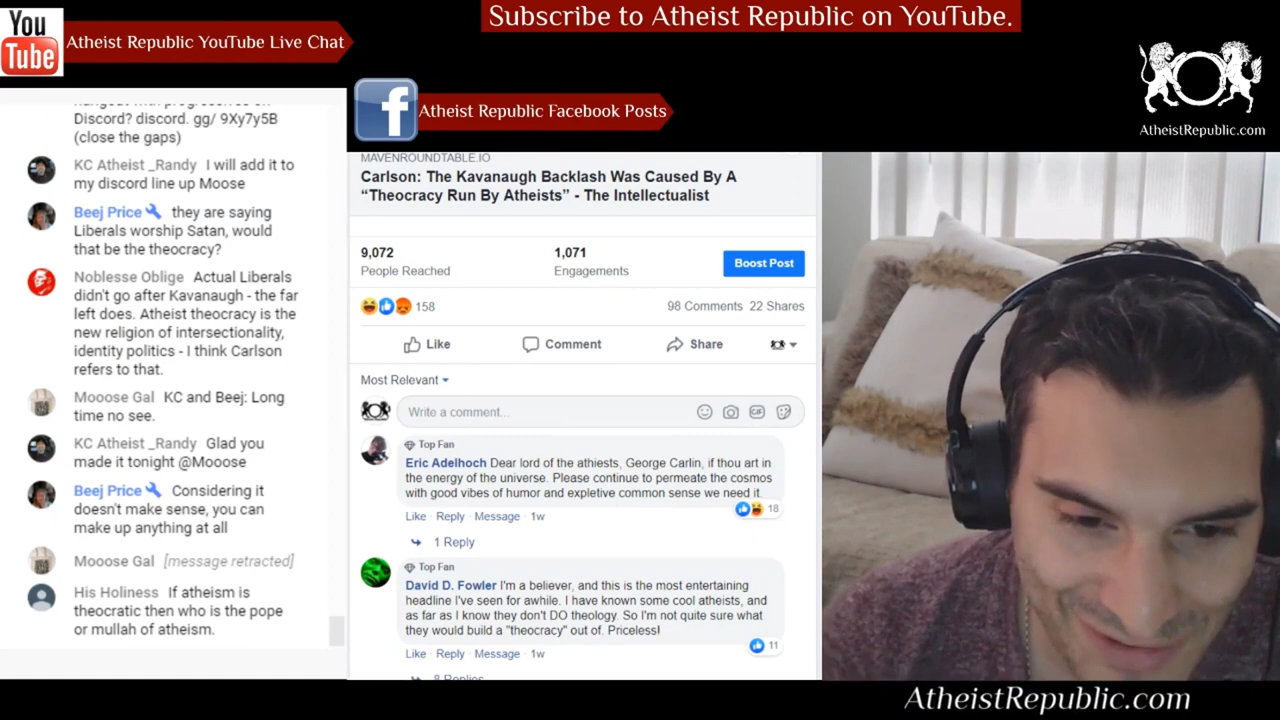 Subscribe to Atheist Republic on YouTube.
You
Tube
Atheist Republic YouTube Live Chat
Atheist Republic Facebook Posts
AtheistRepublic.com
Discord? discord. gg/ 9Xy7y5B
(close the gaps)
KC Atheist _Randy I will add it to
my discord line up Moose
Beej Price they are saying
Liberals worship Satan, would
that be the theocracy?
Noblesse Oblige Actual Liberals
didn't go after Kavanaugh - the far
left does. Atheist theocracy is the
new religion of intersectionality,
identity politics - I think Carlson
refers to that.
Mooose Gal KC and Beej: Long
time no see.
KC Atheist _Randy Glad you
made it tonight @Mooose
Beej Price Considering it
doesn't make sense, you can
make up anything at all
Mooose Gal [message retracted]
His Holiness If atheism is
theocratic then who is the pope
or mullah of atheism.
MAVENROUNDTABLE.IO
Carlson: The Kavanaugh Backlash Was Caused By A
“Theocracy Run By Atheists” - The Intellectualist
9,072
People Reached
1,071
Engagements
Boost Post
158
98 Comments 22 Shares
Like
Comment
Share
Most Relevant
Write a comment...
GIF
Top Fan
Eric Adelhoch Dear lord of the athiests, George Carlin, if thou art in
the energy of the universe. Please continue to permeate the cosmos
with good vibes of humor and expletive common sense we need it.
18
Like · Reply · Message · 1w
1 Reply
Top Fan
David D. Fowler I'm a believer, and this is the most entertaining
headline I've seen for awhile. I have known some cool atheists, and
as far as I know they don't DO theology. So I'm not quite sure what
they would build a "theocracy" out of. Priceless!
11
Like · Reply · Message · 1w
8 Replies
AtheistRepublic.com